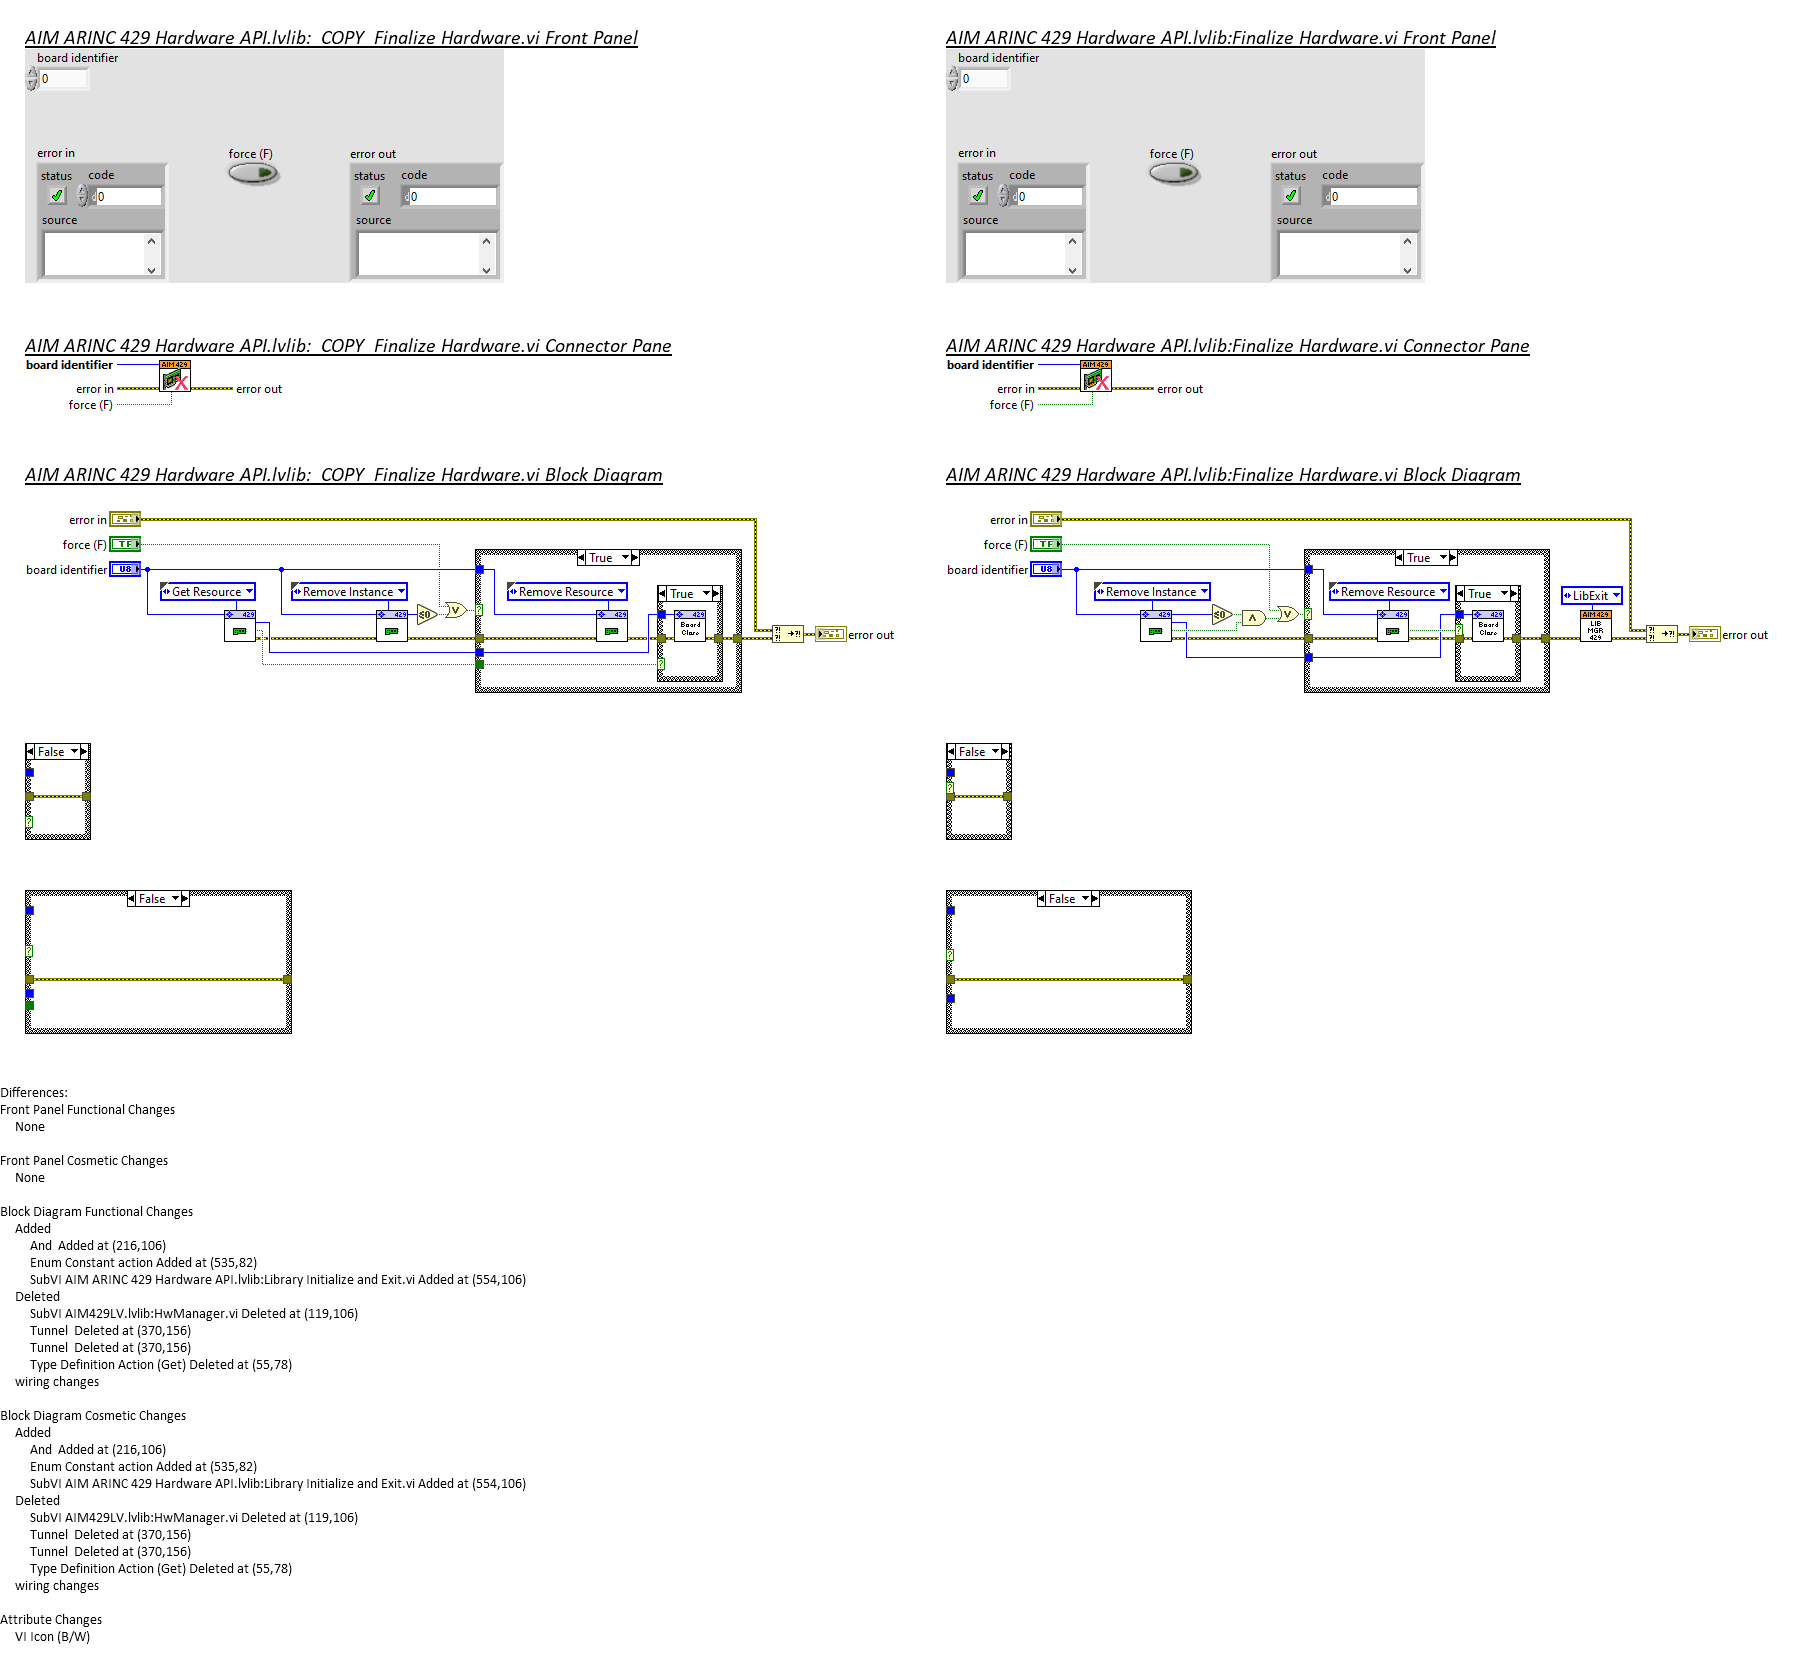 AIM ARINC 429 Hardware API.lvlib:  COPY  Finalize Hardware.vi Front Panel
board identifier
0
error in
force (F)
error out
status
code
status
code
d0
d0
source
source
AIM ARINC 429 Hardware API.lvlib:Finalize Hardware.vi Front Panel
board identifier
0
error in
force (F)
error out
status
code
status
code
d0
d0
source
source
AIM ARINC 429 Hardware API.lvlib:  COPY  Finalize Hardware.vi Connector Pane
board identifier
AIM429
error in
error out
force (F)
AIM ARINC 429 Hardware API.lvlib:Finalize Hardware.vi Connector Pane
board identifier
AIM429
error in
error out
force (F)
AIM ARINC 429 Hardware API.lvlib:  COPY  Finalize Hardware.vi Block Diagram
error in
force (F)
TF
True
board identifier
U8
Get Resource
Remove Instance
Remove Resource
True
429
429
429
429
≤0
V
?
Board
Class
?! ?! →?!
error out
?
AIM ARINC 429 Hardware API.lvlib:Finalize Hardware.vi Block Diagram
error in
force (F)
TF
True
board identifier
U8
Remove Instance
Remove Resource
True
LibExit
429
429
429
AIM429
≤0
Λ
V
?
?
Board
Class
LIB
MGR
429
?! ?! →?!
error out
False
?
False
?
False
?
False
?
Differences:
Front Panel Functional Changes
None
Front Panel Cosmetic Changes
None
Block Diagram Functional Changes
Added
And  Added at (216,106)
Enum Constant action Added at (535,82)
SubVI AIM ARINC 429 Hardware API.lvlib:Library Initialize and Exit.vi Added at (554,106)
Deleted
SubVI AIM429LV.lvlib:HwManager.vi Deleted at (119,106)
Tunnel  Deleted at (370,156)
Tunnel  Deleted at (370,156)
Type Definition Action (Get) Deleted at (55,78)
wiring changes
Block Diagram Cosmetic Changes
Added
And  Added at (216,106)
Enum Constant action Added at (535,82)
SubVI AIM ARINC 429 Hardware API.lvlib:Library Initialize and Exit.vi Added at (554,106)
Deleted
SubVI AIM429LV.lvlib:HwManager.vi Deleted at (119,106)
Tunnel  Deleted at (370,156)
Tunnel  Deleted at (370,156)
Type Definition Action (Get) Deleted at (55,78)
wiring changes
Attribute Changes
VI Icon (B/W)